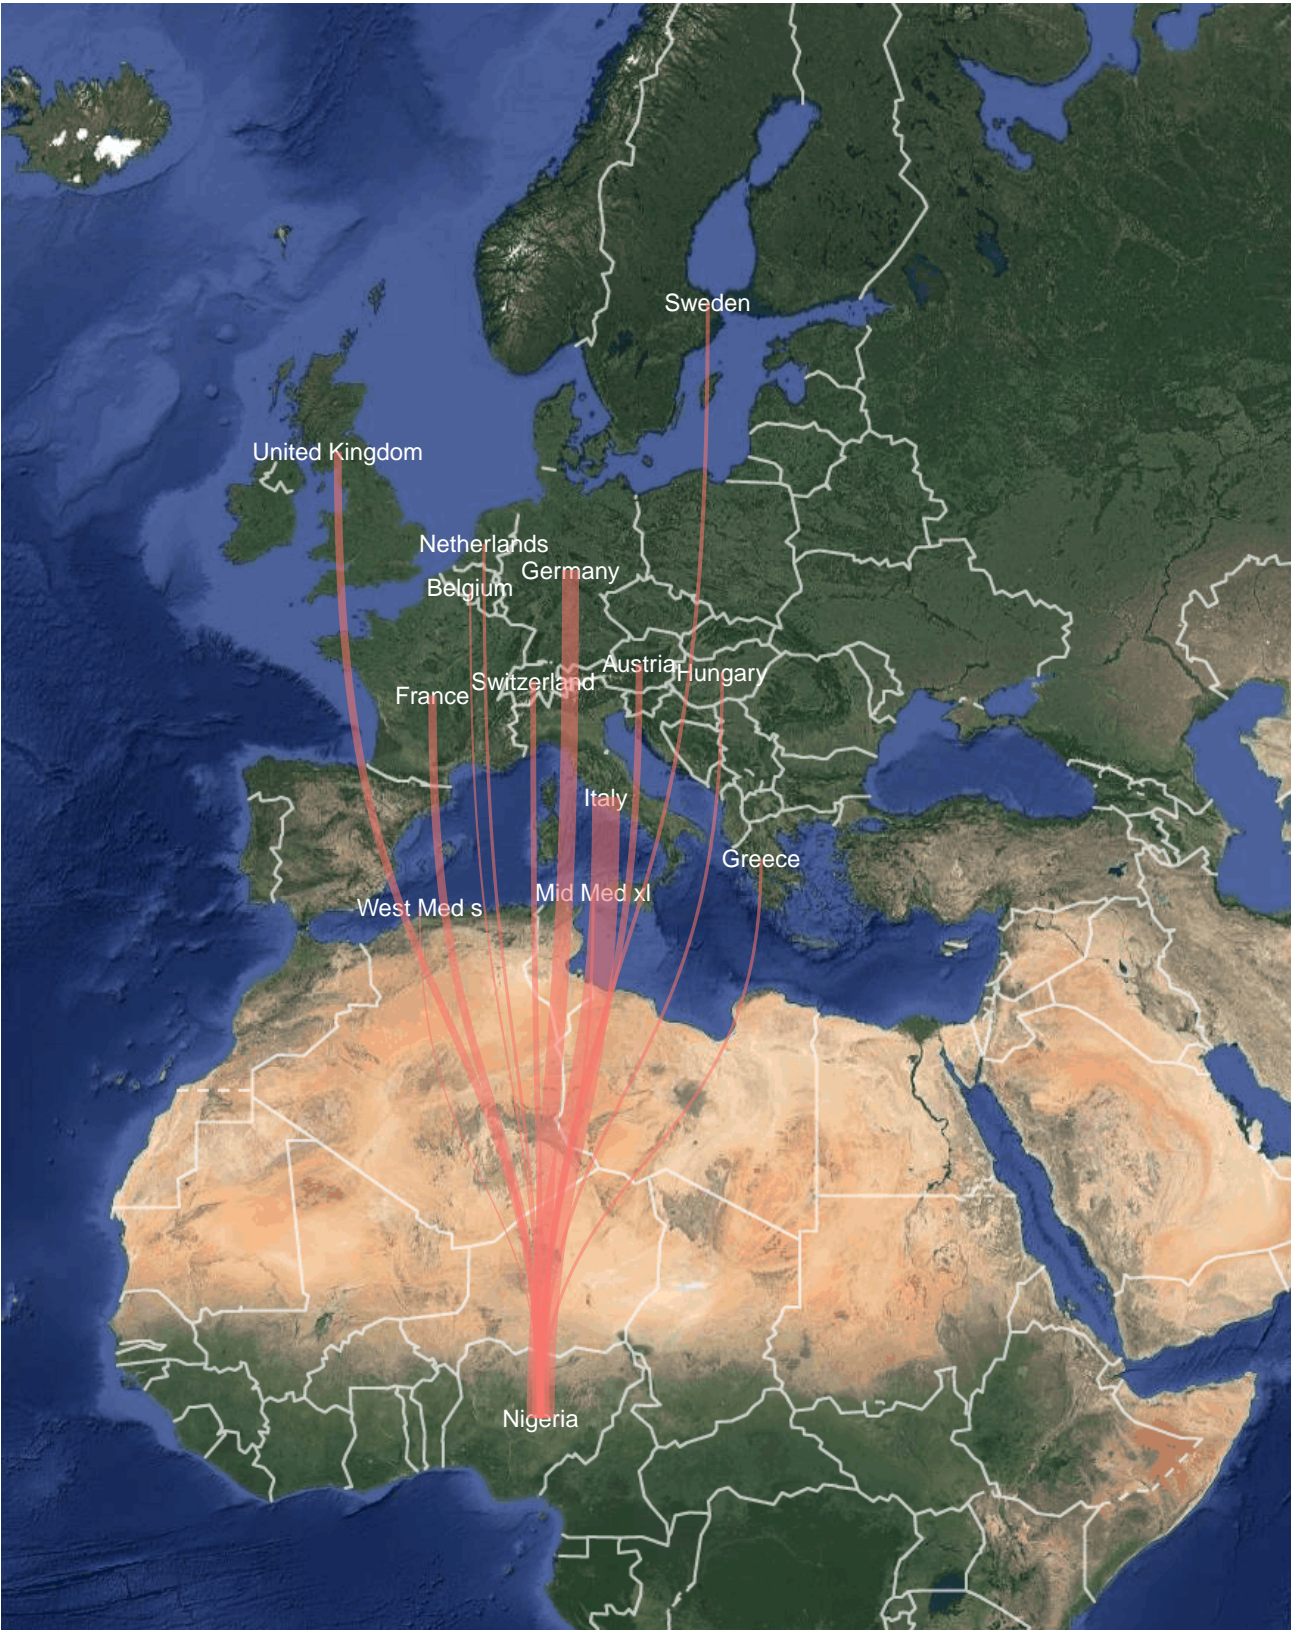 Sweden
United Kingdom
Netherlands
Germany
Belgium
Austria
Hungary
Switzerland
France
Italy
Greece
Mid Med xl
West Med s
Nigeria